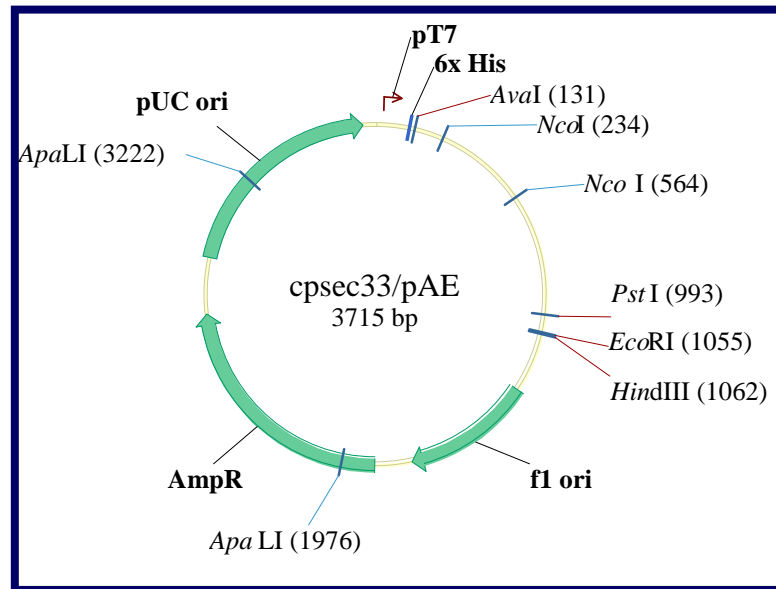 pT7
6x His
pUC ori
AvaI (131)
NcoI (234)
ApaLI (3222)
Nco I (564)
cpsec33/pAE
3715 bp
Pst I (993)
EcoRI (1055)
HindIII (1062)
AmpR
f1 ori
Apa LI (1976)